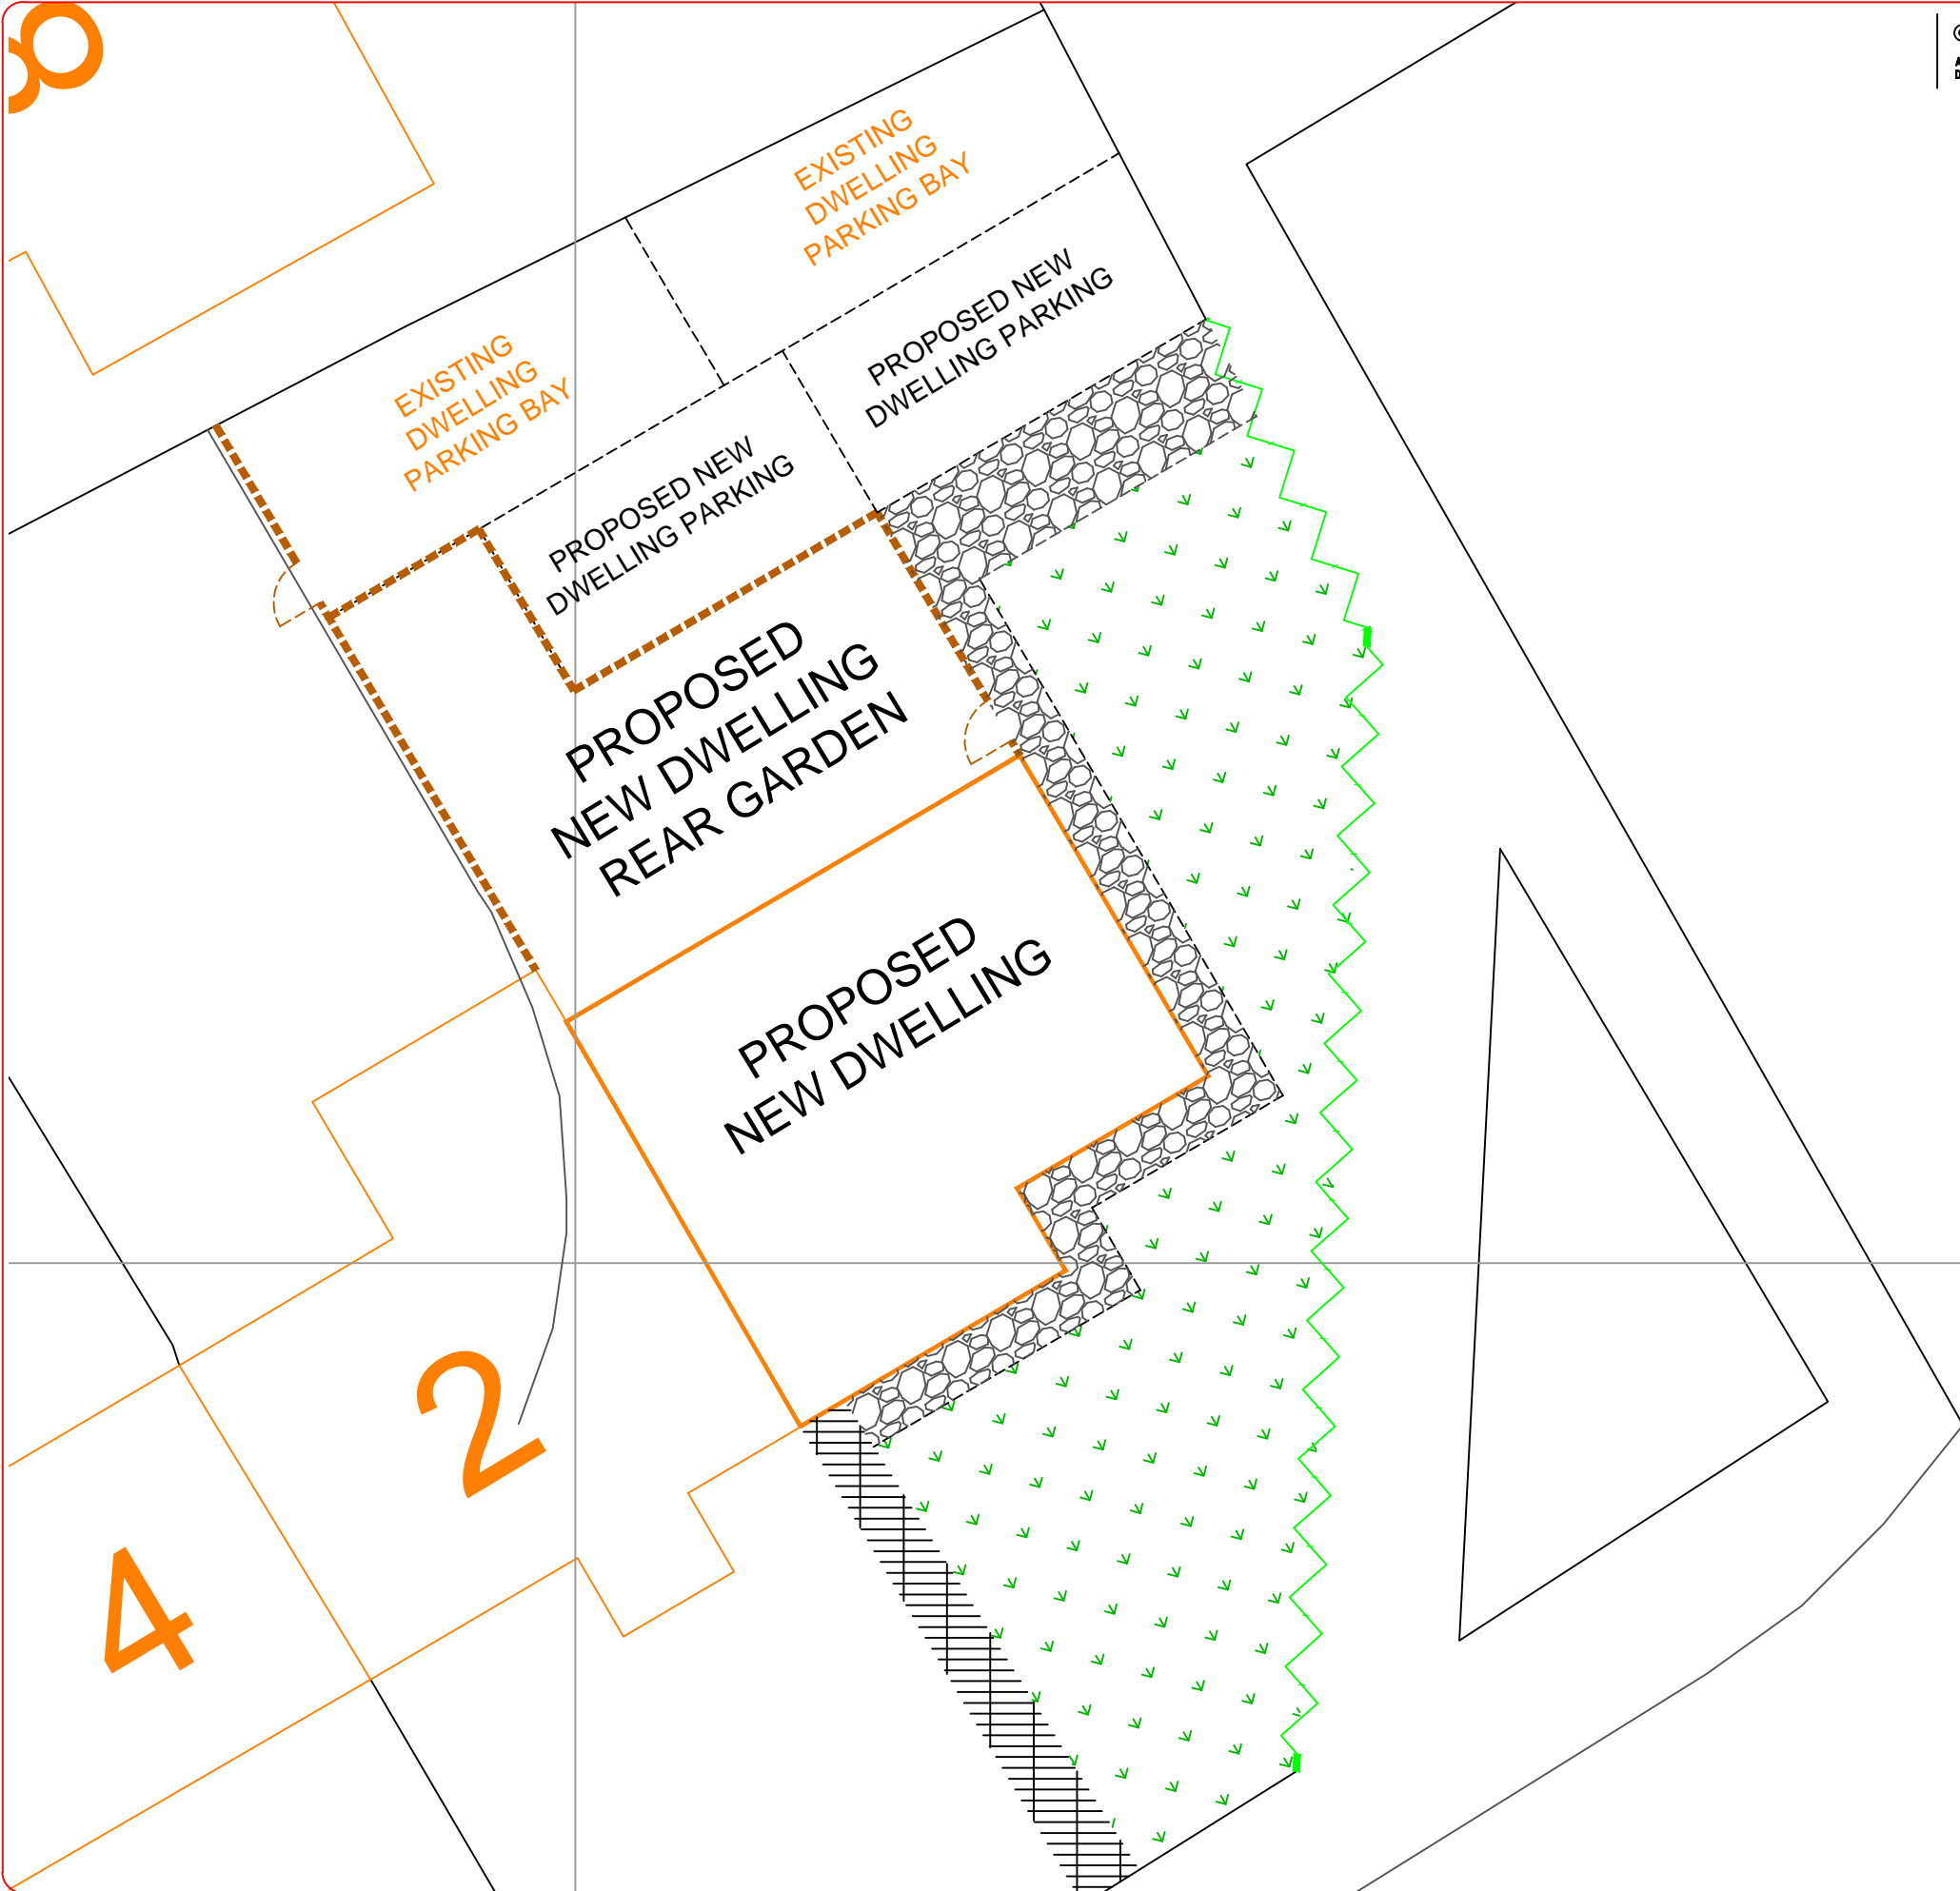 8
EXISTING
DWELLING
PARKING BAY
PROPOSED NEW
DWELLING PARKING
EXISTING
DWELLING
PARKING BAY
PROPOSED NEW
DWELLING PARKING
PROPOSED
NEW DWELLING
REAR GARDEN
PROPOSED
NEW DWELLING
2
4